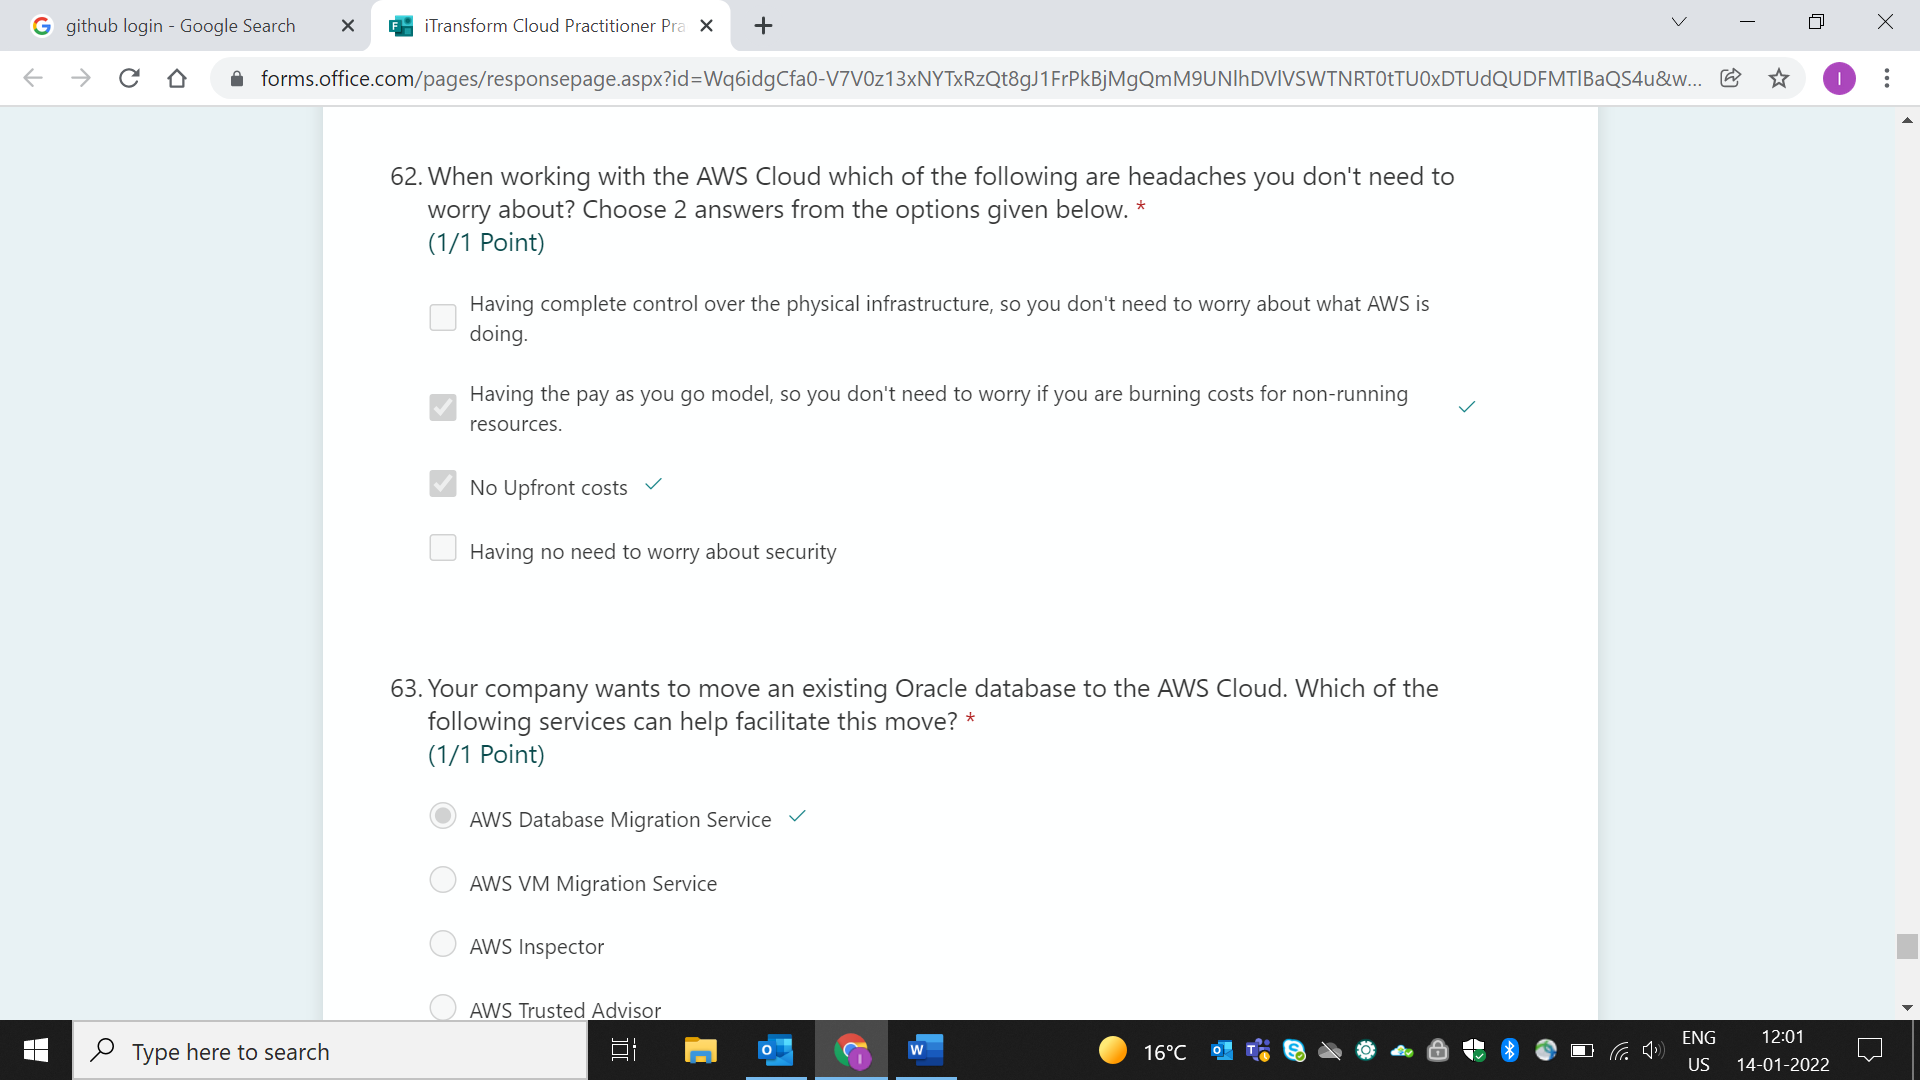 github login - Google Search
iTransform Cloud Practitioner Pra
forms.office.com/pages/responsepage.aspx?id=Wq6idgCfa0-V7V0z13xNYTxRzQt8gJ1FrPkBjMgQmM9UNlhDVlVSWTNRT0tTU0xDTUdQUDFMTlBaQS4u&w...
I
62. When working with the AWS Cloud which of the following are headaches you don't need to
worry about? Choose 2 answers from the options given below. *
(1/1 Point)
Having complete control over the physical infrastructure, so you don't need to worry about what AWS is
doing.
Having the pay as you go model, so you don't need to worry if you are burning costs for non-running
resources.
No Upfront costs
Having no need to worry about security
63. Your company wants to move an existing Oracle database to the AWS Cloud. Which of the
following services can help facilitate this move? *
(1/1 Point)
AWS Database Migration Service
AWS VM Migration Service
AWS Inspector
AWS Trusted Advisor
Type here to search
16°C
ENG
US
12:01
14-01-2022